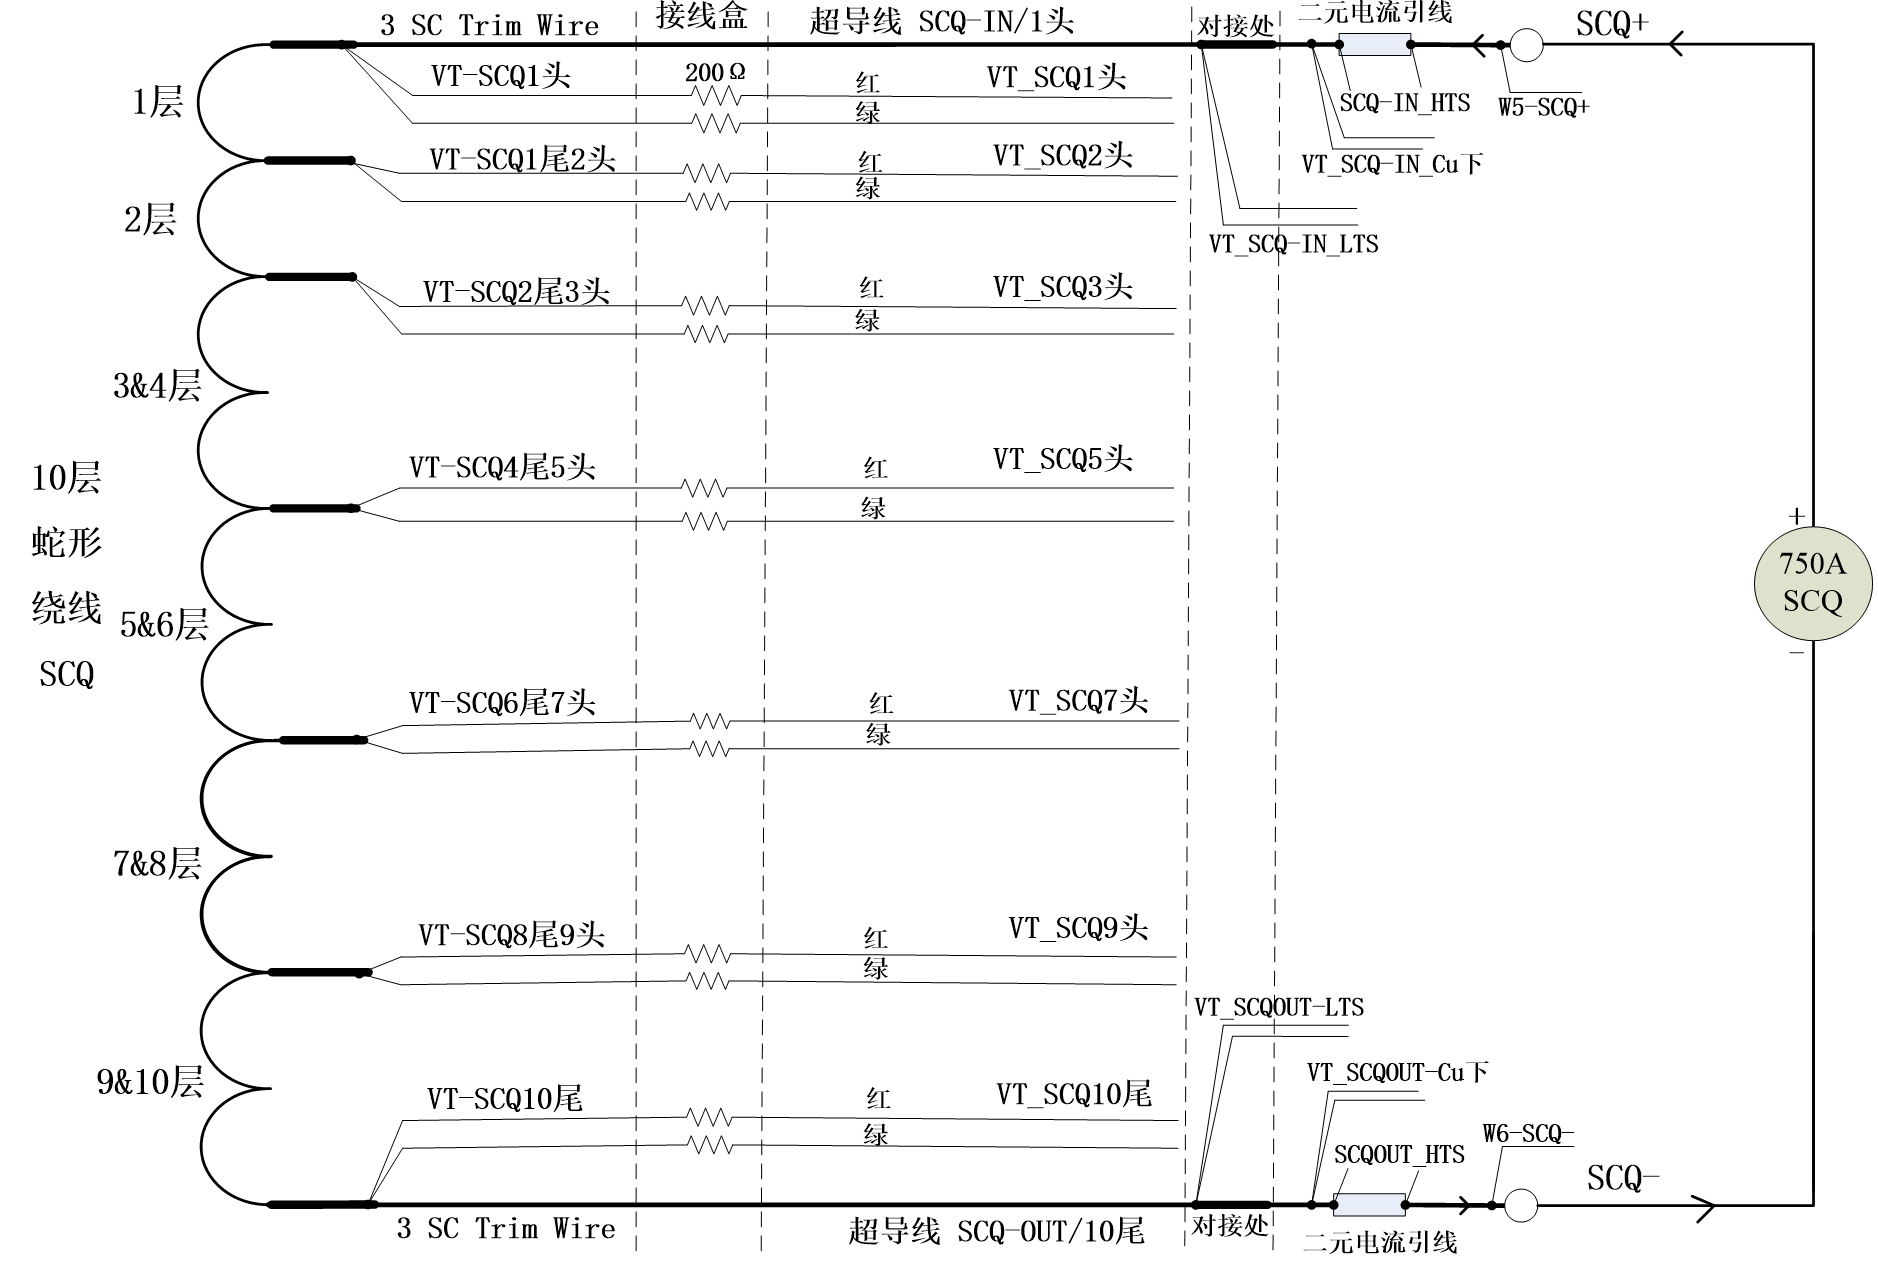 3 SC Trim Wire
接线盒
超导线 SCQ-IN/1头
对接处
二元电流引线
SCQ+
VT-SCQ1头
200Ω
红
VT_SCQ1头
绿
SCQ-IN_HTS
W5-SCQ+
1层
VT-SCQ1尾2头
红
VT_SCQ2头
绿
VT_SCQ-IN_Cu下
2层
VT_SCQ-IN_LTS
VT-SCQ2尾3头
红
VT_SCQ3头
绿
3&4层
VT-SCQ4尾5头
红
VT_SCQ5头
绿
10层
蛇形
绕线
SCQ
+
750A
SCQ
-
5&6层
VT-SCQ6尾7头
红
VT_SCQ7头
绿
7&8层
VT-SCQ8尾9头
红
VT_SCQ9头
绿
VT_SCQOUT-LTS
9&10层
VT-SCQ10尾
红
VT_SCQ10尾
绿
VT_SCQOUT-Cu下
SCQOUT_HTS
W6-SCQ-
SCQ-
3 SC Trim Wire
超导线 SCQ-OUT/10尾
对接处
二元电流引线